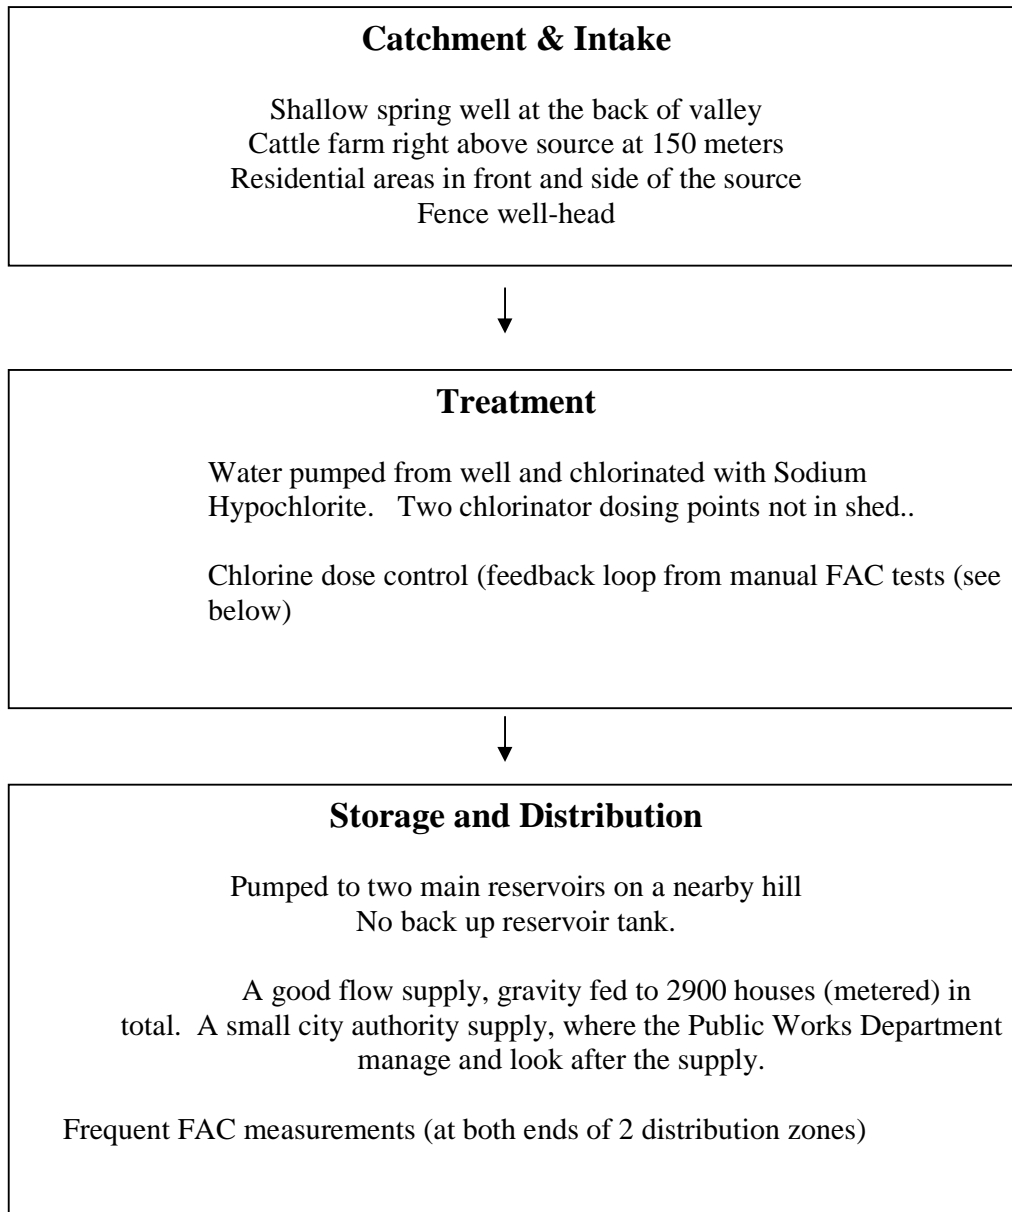 Catchment & Intake
Shallow spring well at the back of valley
Cattle farm right above source at 150 meters
Residential areas in front and side of the source
Fence well-head
Treatment
Water pumped from well and chlorinated with Sodium
Hypochlorite.   Two chlorinator dosing points not in shed..
Chlorine dose control (feedback loop from manual FAC tests (see
below)
Storage and Distribution
Pumped to two main reservoirs on a nearby hill
No back up reservoir tank.
A good flow supply, gravity fed to 2900 houses (metered) in
total.  A small city authority supply, where the Public Works Department
manage and look after the supply.
Frequent FAC measurements (at both ends of 2 distribution zones)